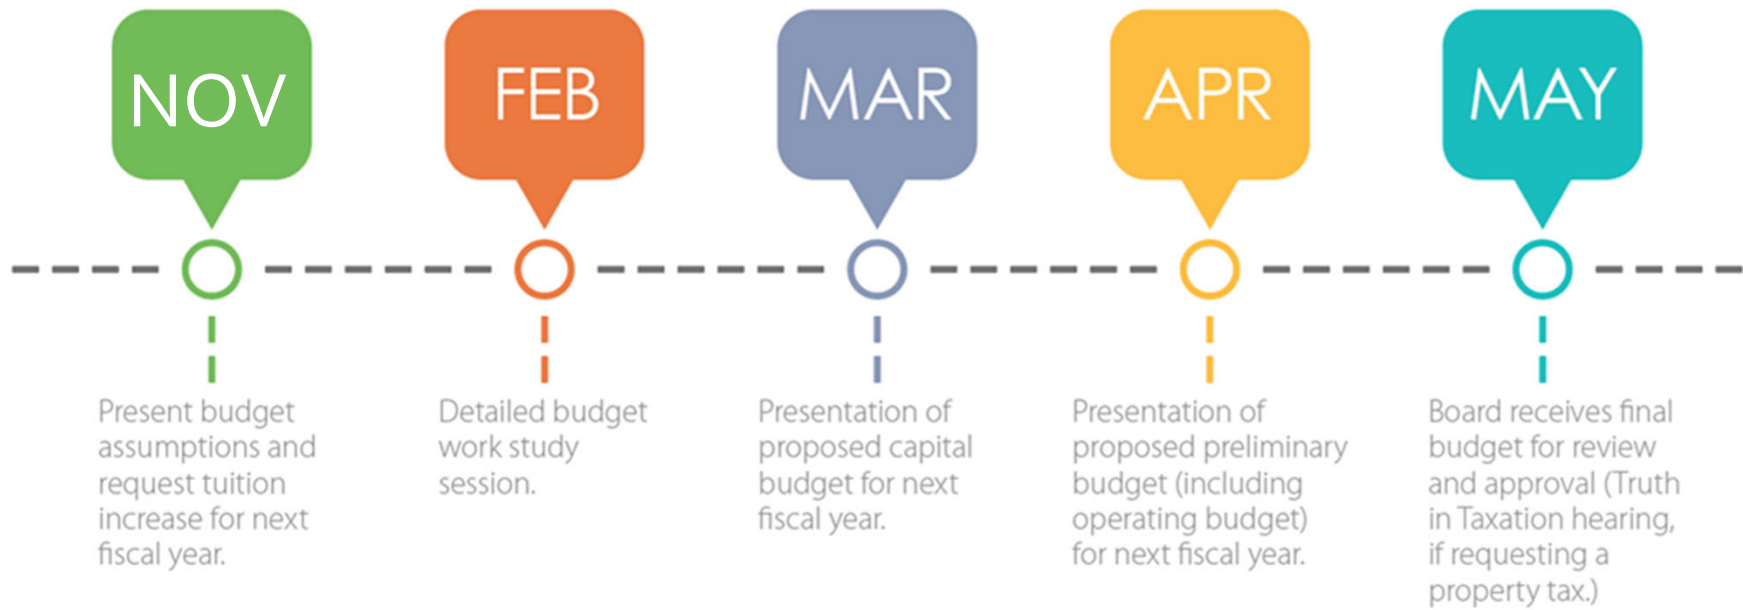 NOV
FEB
MAR
APR
MAY
Present budget
assumptions and
request tuition
increase for next
fiscal year.
Detailed budget
work study
session.
Presentation of
proposed capital
budget for next
fiscal year.
Presentation of
proposed preliminary
budget (including
operating budget)
for next fiscal year.
Board receives final
budget for review
and approval (Truth
in Taxation hearing,
if requesting a
property tax.)